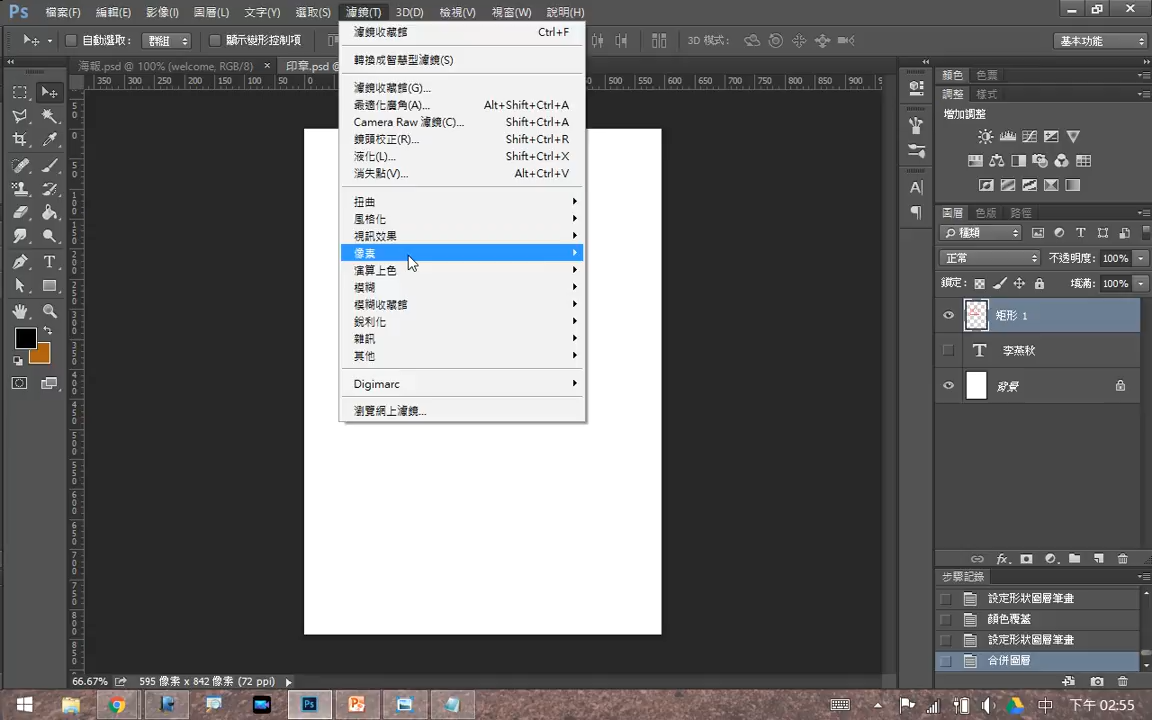 Ps 檔案(F) 編輯(E) 影像(I) 圖層(L) 文字(Y) 選取(S) 濾鏡(T) 3D(D) 檢視(V) 視窗(W) 說明(H)
自動選取: 群組 顯示變形控制項 3D 模式: 基本功能
海報.psd @ 100% (welcome, RGB/8) × 印章.psd @
濾鏡收藏館 Ctrl+F
轉換成智慧型濾鏡(S)
濾鏡收藏館(G)...
最適化廣角(A)... Alt+Shift+Ctrl+A
Camera Raw 濾鏡(C)... Shift+Ctrl+A
鏡頭校正(R)... Shift+Ctrl+R
液化(L)... Shift+Ctrl+X
消失點(V)... Alt+Ctrl+V
扭曲
風格化
視訊效果
像素
演算上色
模糊
模糊收藏館
銳利化
雜訊
其他
Digimarc
瀏覽網上濾鏡...
顏色 色票
調整 樣式
增加調整
圖層 色版 路徑
種類
正常 不透明度: 100%
鎖定: 填滿: 100%
矩形 1
李燕秋
背景
步驟記錄
設定形狀圖層筆畫
顏色覆蓋
設定形狀圖層筆畫
合併圖層
66.67% 595 像素 x 842 像素 (72 ppi)
中 下午 02:55